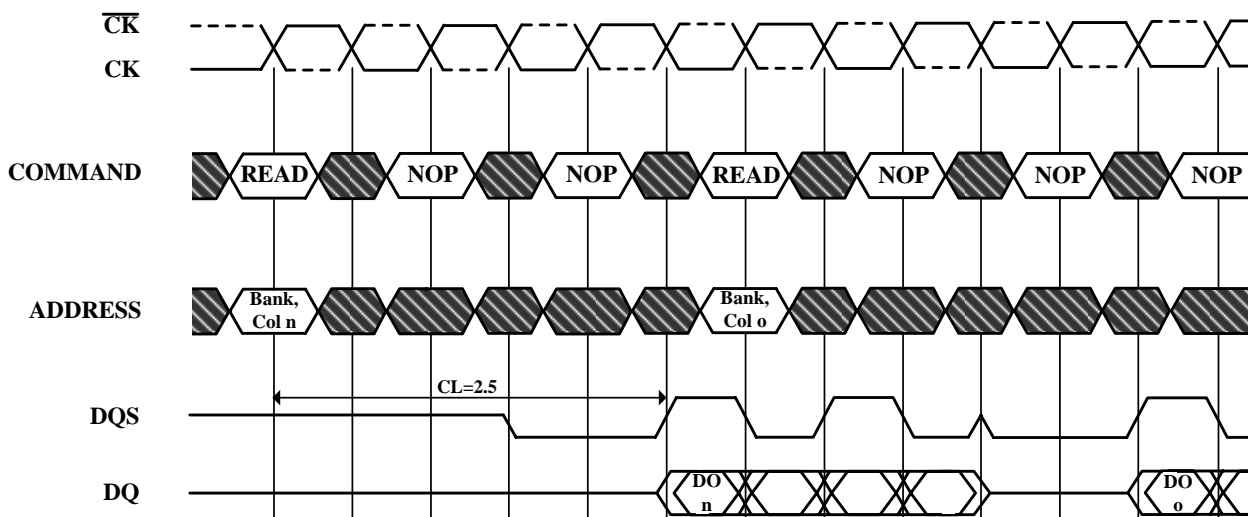 CK
CK
COMMAND READ NOP NOP READ NOP NOP NOP
ADDRESS Bank, Col n Bank, Col o
CL=2.5
DQS
DQ DO n DO o